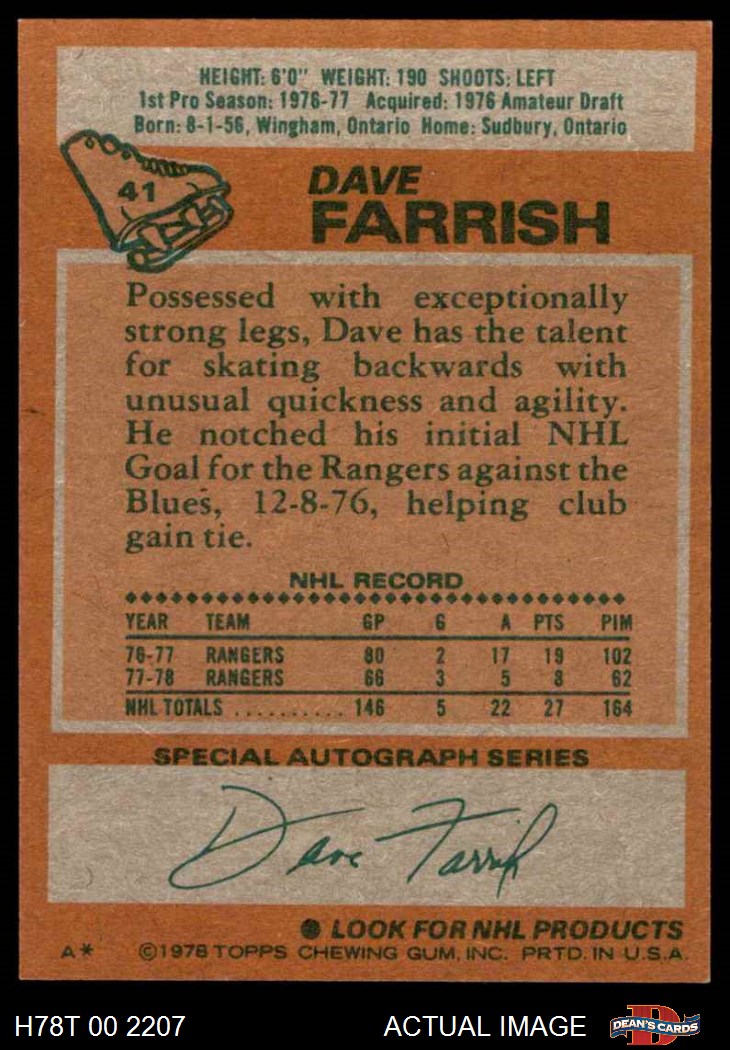 HEIGHT: 6'0" WEIGHT: 190 SHOOTS: LEFT
1st Pro Season: 1976-77 Acquired: 1976 Amateur Draft
Born: 8-1-56, Wingham, Ontario Home: Sudbury, Ontario
41
DAVE
FARRISH
Possessed with exceptionally
strong legs, Dave has the talent
for skating backwards with
unusual quickness and agility.
He notched his initial NHL
Goal for the Rangers against the
Blues, 12-8-76, helping club
gain tie.
NHL RECORD
YEAR TEAM GP G A PTS PIM
76-77 RANGERS 80 2 17 19 102
77-78 RANGERS 66 3 5 8 62
NHL TOTALS .......... 146 5 22 27 164
SPECIAL AUTOGRAPH SERIES
Dave Farrish
LOOK FOR NHL PRODUCTS
A* ©1978 TOPPS CHEWING GUM, INC. PRTD. IN U.S.A.
H78T 00 2207 ACTUAL IMAGE DEAN'S CARDS